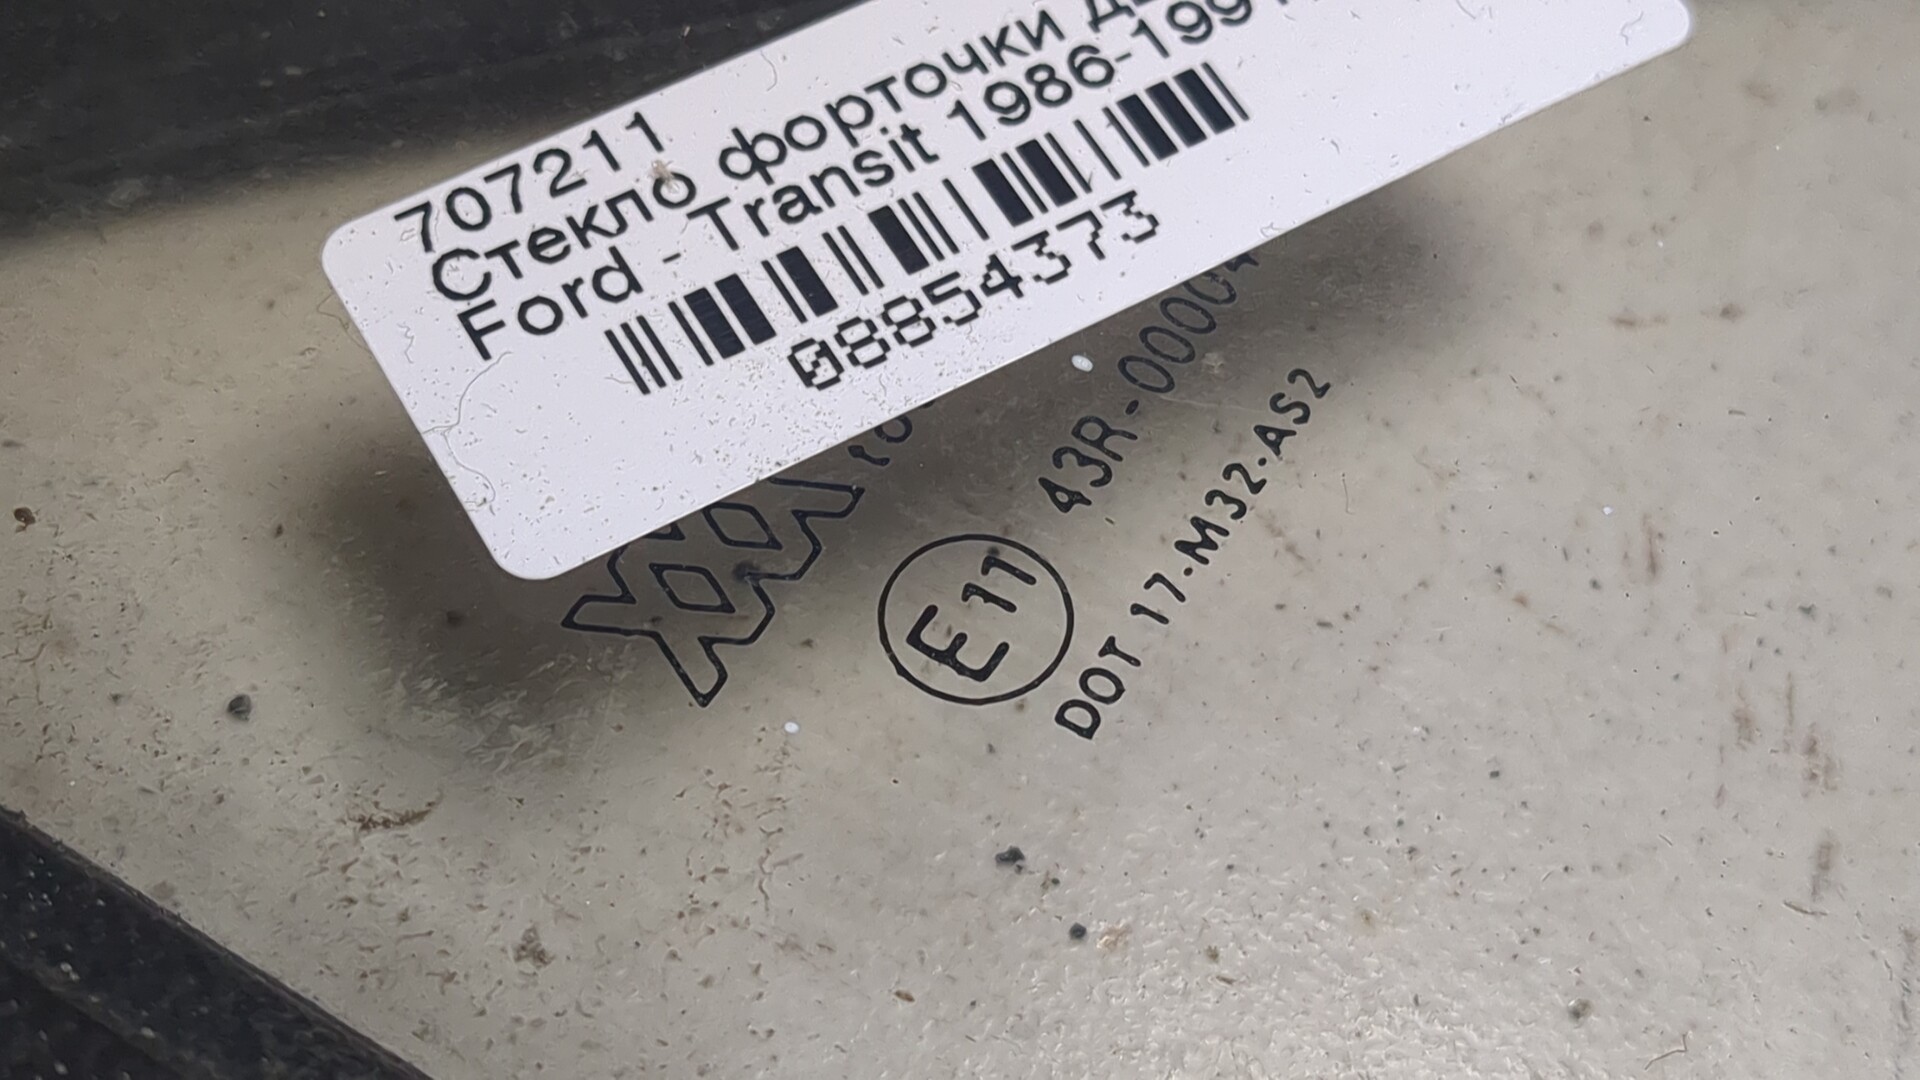 707211
Стекло форточки
Ford - Transit 1986-199
08854373
43R-0000
E11
DOT 17-M32-AS2